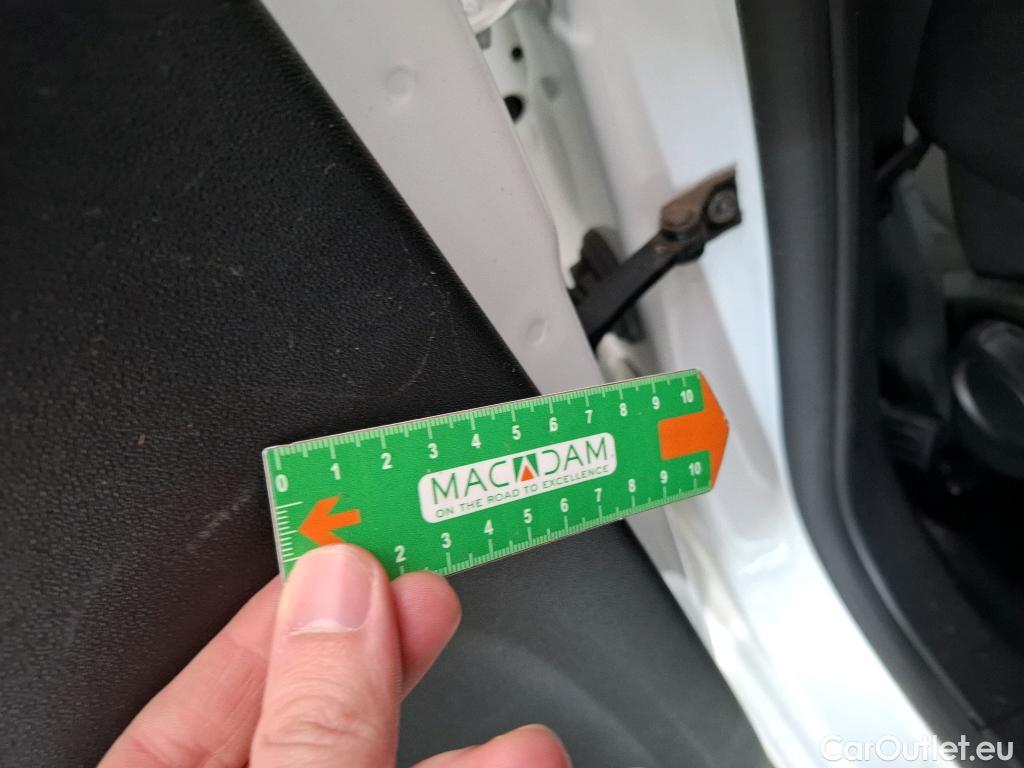 0 1 2 3 4 5 6 7 8 9 10
MACADAM
ON THE ROAD TO EXCELLENCE
2 3 4 5 6 7 8 9 10
CarOutlet.eu